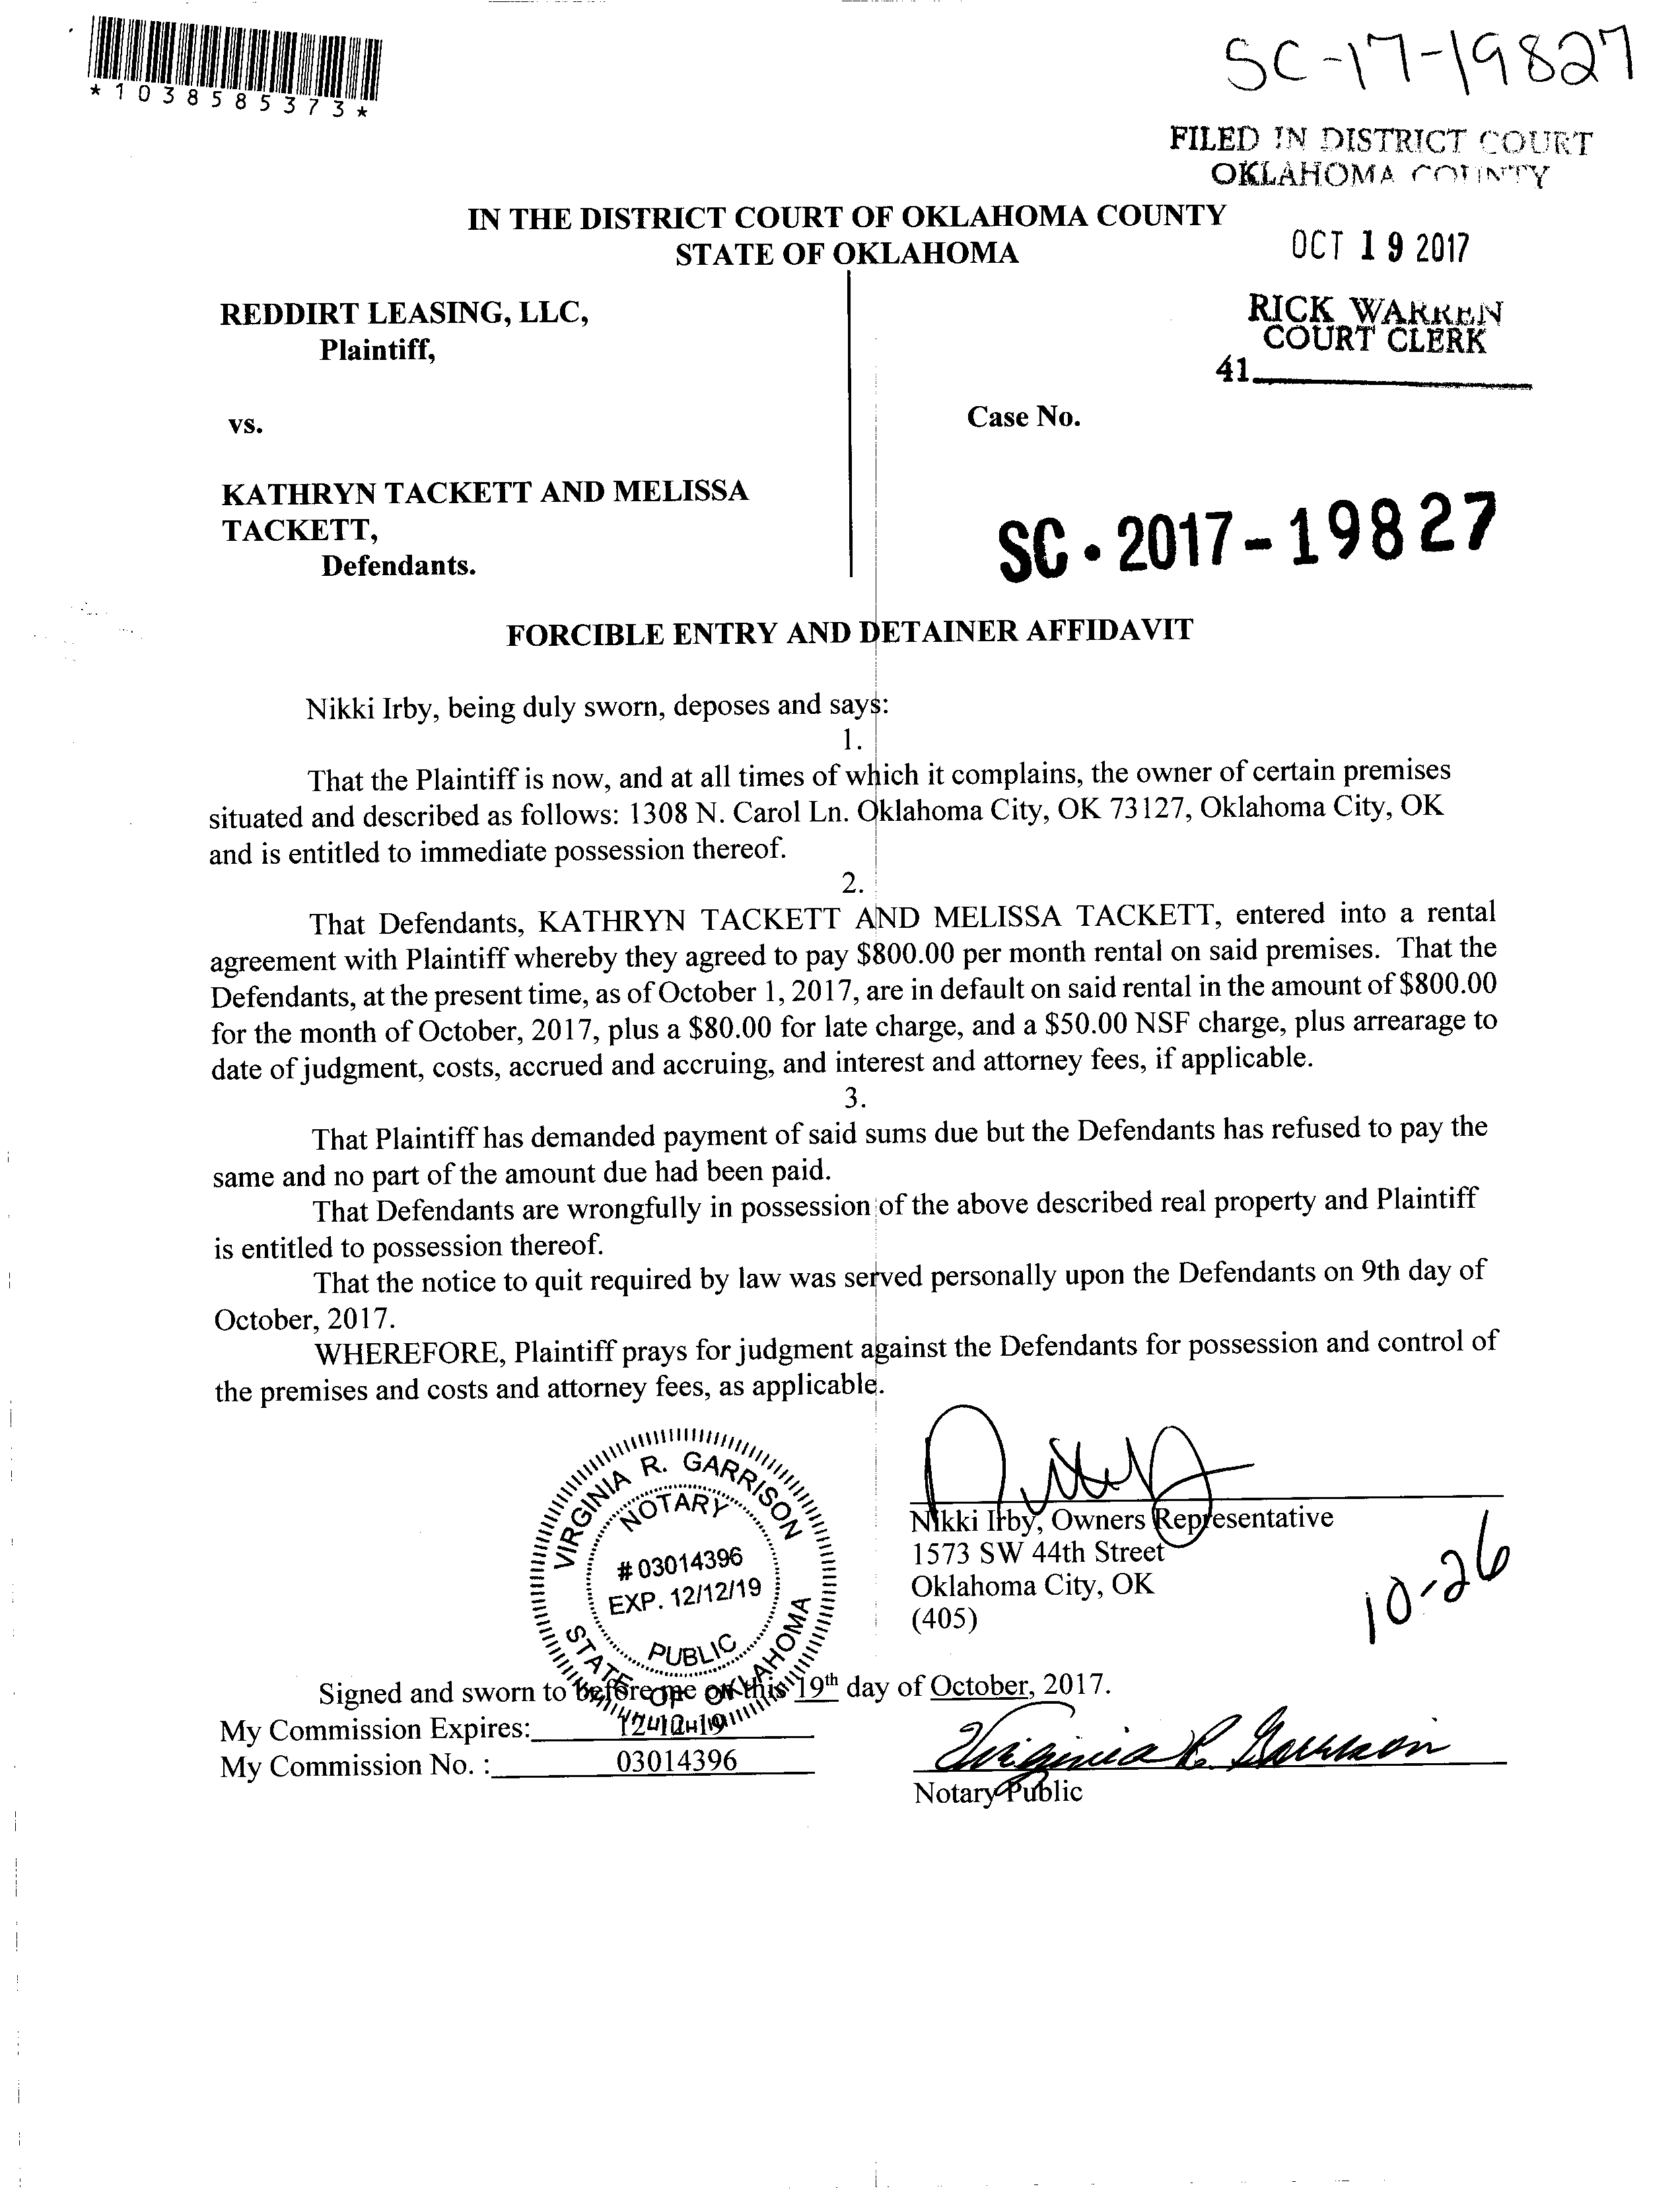 SC-17-19827
*1038585373*
FILED IN DISTRICT COURT
OKLAHOMA COUNTY
IN THE DISTRICT COURT OF OKLAHOMA COUNTY
STATE OF OKLAHOMA
OCT 19 2017
REDDIRT LEASING, LLC,
Plaintiff,
RICK WARREN
COURT CLERK
41
vs.
Case No.
KATHRYN TACKETT AND MELISSA
TACKETT,
Defendants.
SC·2017-19827
FORCIBLE ENTRY AND DETAINER AFFIDAVIT
Nikki Irby, being duly sworn, deposes and says:
1.
That the Plaintiff is now, and at all times of which it complains, the owner of certain premises
situated and described as follows: 1308 N. Carol Ln. Oklahoma City, OK 73127, Oklahoma City, OK
and is entitled to immediate possession thereof.
2.
That Defendants, KATHRYN TACKETT AND MELISSA TACKETT, entered into a rental
agreement with Plaintiff whereby they agreed to pay $800.00 per month rental on said premises. That the
Defendants, at the present time, as of October 1, 2017, are in default on said rental in the amount of $800.00
for the month of October, 2017, plus a $80.00 for late charge, and a $50.00 NSF charge, plus arrearage to
date of judgment, costs, accrued and accruing, and interest and attorney fees, if applicable.
3.
That Plaintiff has demanded payment of said sums due but the Defendants has refused to pay the
same and no part of the amount due had been paid.
That Defendants are wrongfully in possession of the above described real property and Plaintiff
is entitled to possession thereof.
That the notice to quit required by law was served personally upon the Defendants on 9th day of
October, 2017.
WHEREFORE, Plaintiff prays for judgment against the Defendants for possession and control of
the premises and costs and attorney fees, as applicable.
VIRGINIA R. GARRISON
NOTARY
# 03014396
EXP. 12/12/19
PUBLIC
STATE OF OKLAHOMA
Nikki Irby, Owners Representative
1573 SW 44th Street
Oklahoma City, OK
(405)
10-26
Signed and sworn to before me on this 19th day of October, 2017.
My Commission Expires: 12-12-19
My Commission No. : 03014396
Virginia R. Garrison
Notary Public